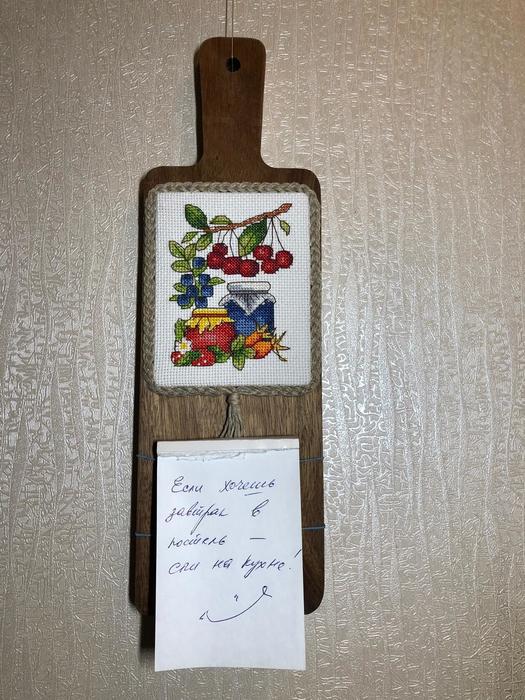 Если хочешь
завтрак в
постель —
спи на кухне!